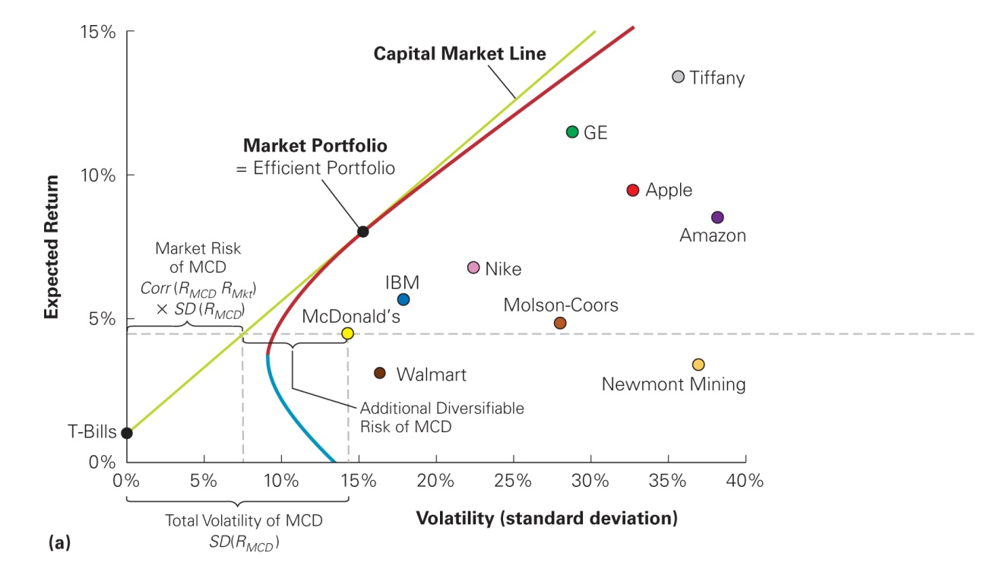 15%
Capital Market Line
Tiffany
GE
Market Portfolio
= Efficient Portfolio
10%
Apple
Amazon
Expected Return
Market Risk
of MCD
Corr (R_MCD R_Mkt)
× SD (R_MCD)
Nike
IBM
Molson-Coors
5%
McDonald's
Walmart
Newmont Mining
Additional Diversifiable
Risk of MCD
T-Bills
0%
0% 5% 10% 15% 20% 25% 30% 35% 40%
Total Volatility of MCD
SD(R_MCD)
Volatility (standard deviation)
(a)